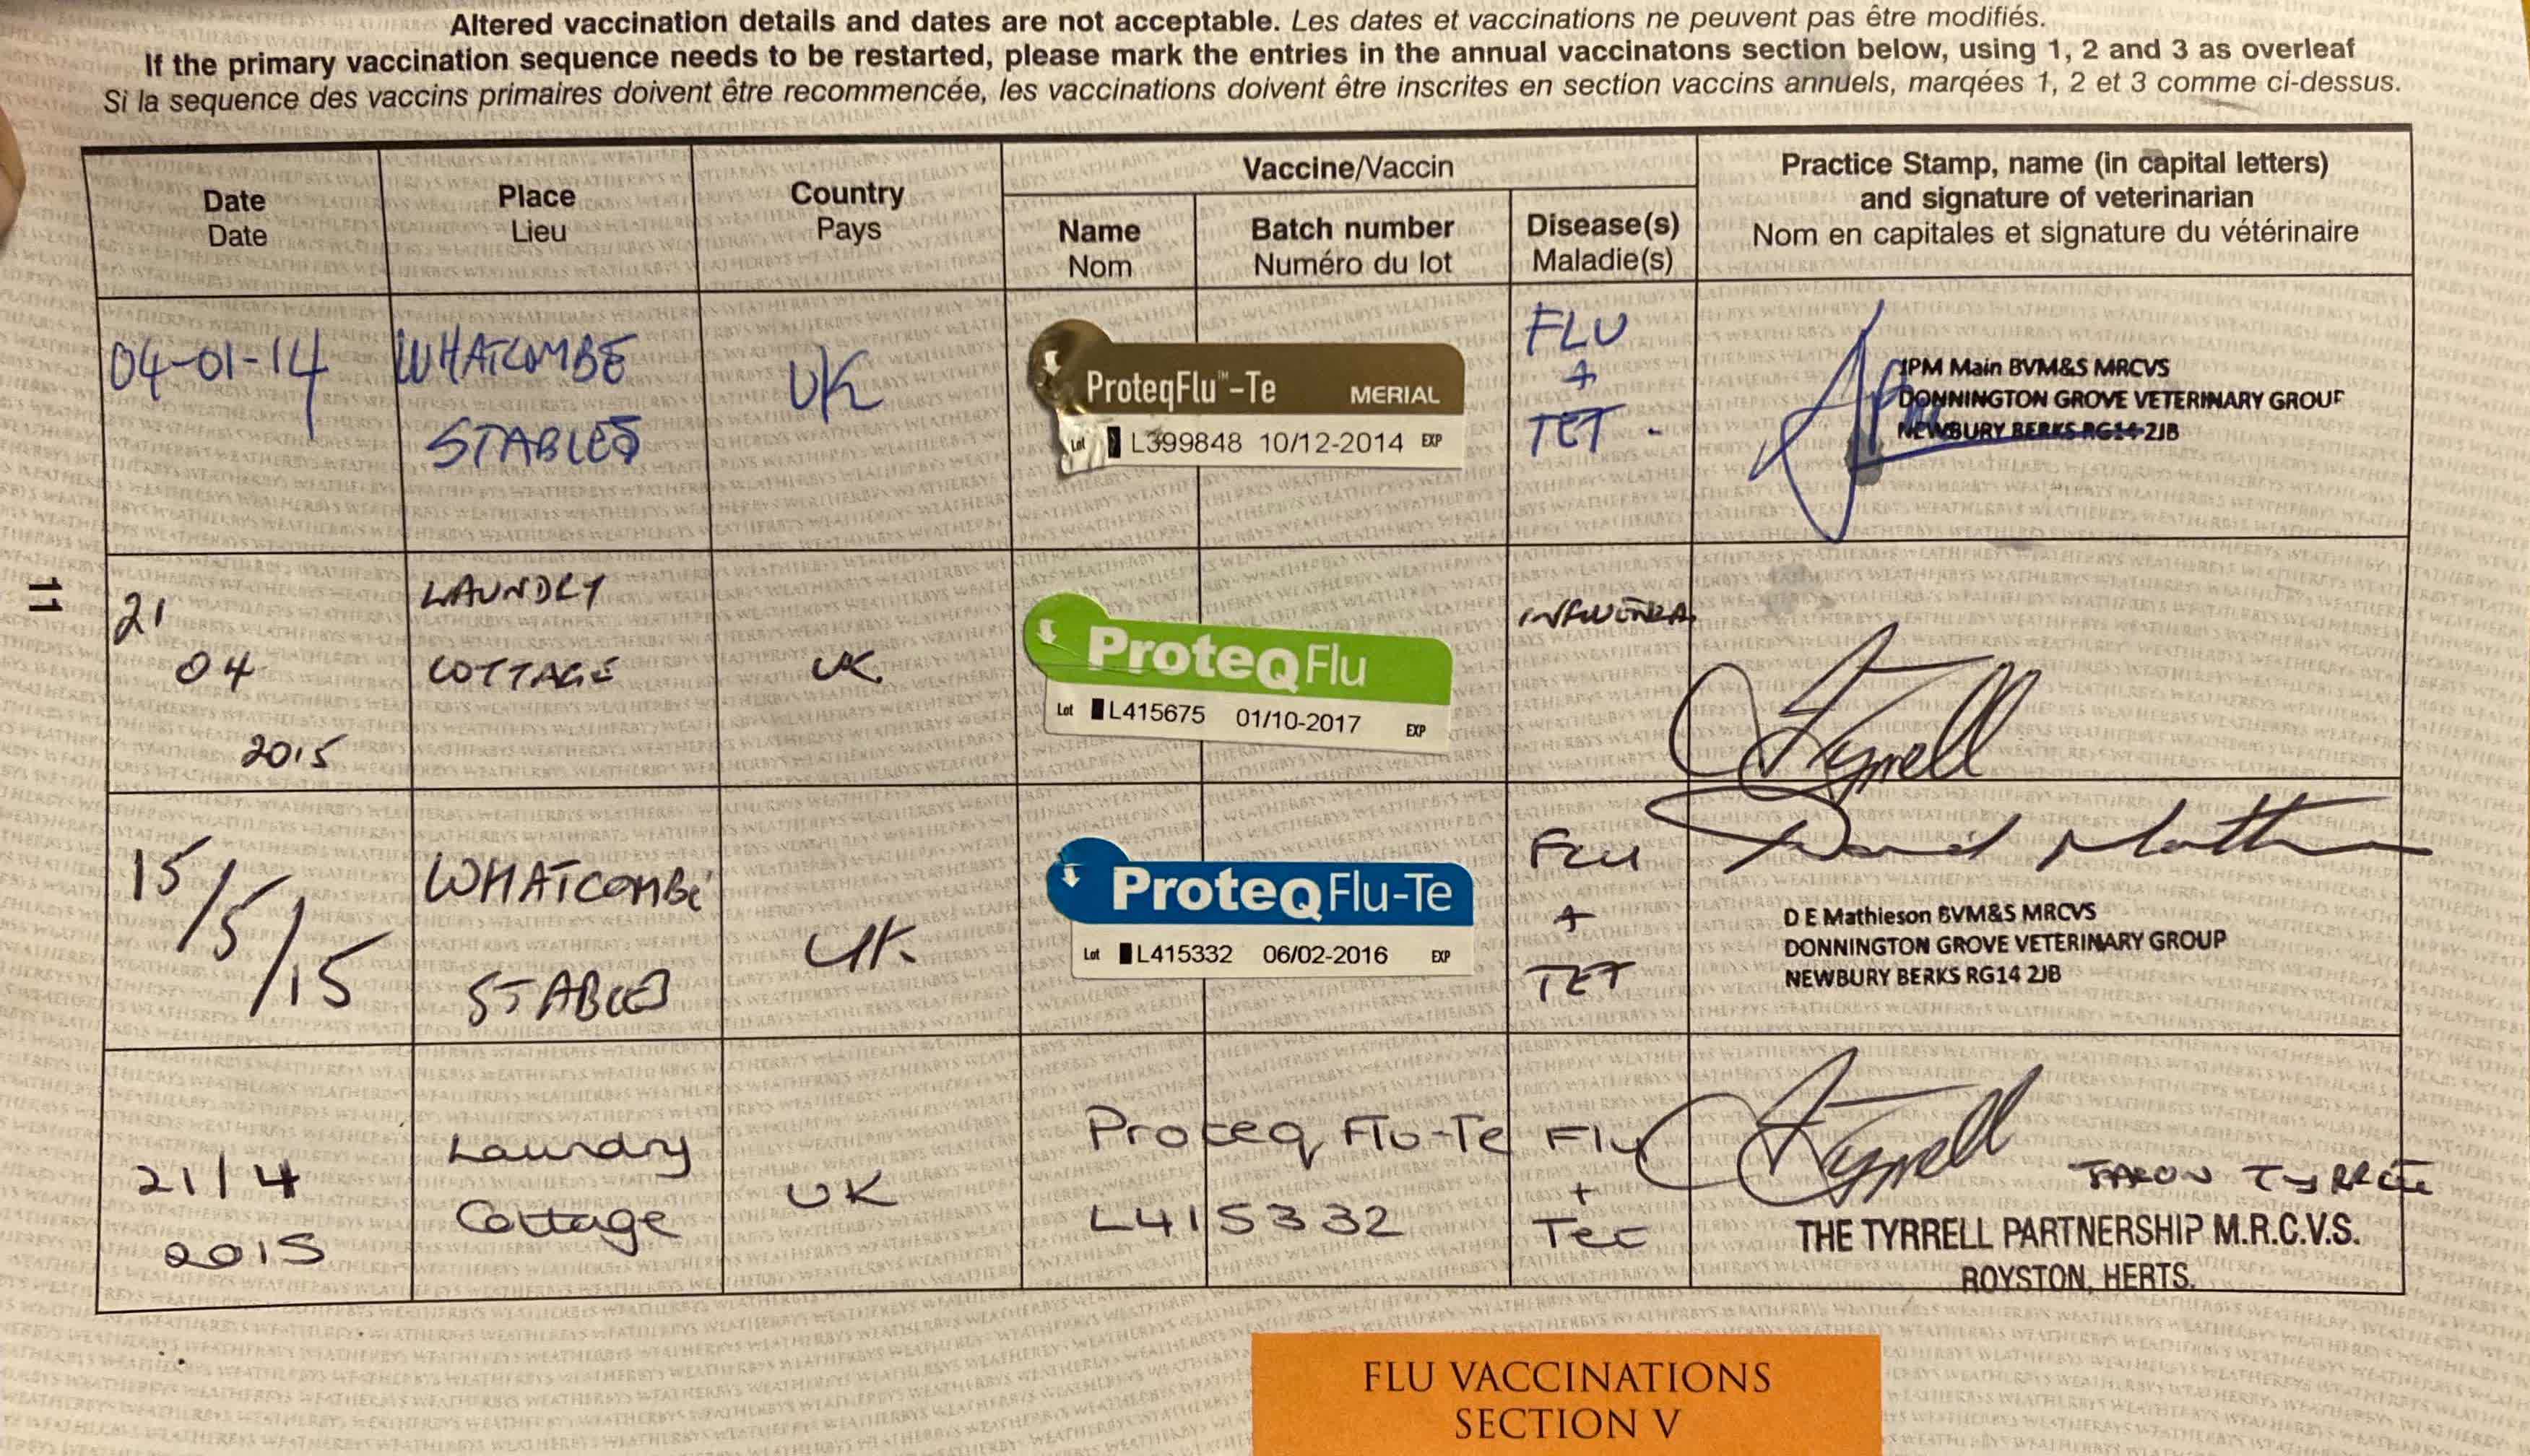 Altered vaccination details and dates are not acceptable. Les dates et vaccinations ne peuvent pas être modifiés.
If the primary vaccination sequence needs to be restarted, please mark the entries in the annual vaccinatons section below, using 1, 2 and 3 as overleaf
Si la sequence des vaccins primaires doivent être recommencée, les vaccinations doivent être inscrites en section vaccins annuels, marqées 1, 2 et 3 comme ci-dessus.
Date
Date
Place
Lieu
Country
Pays
Vaccine/Vaccin
Name
Nom
Batch number
Numéro du lot
Disease(s)
Maladie(s)
Practice Stamp, name (in capital letters)
and signature of veterinarian
Nom en capitales et signature du vétérinaire
04-01-14
WHATCOMBE
STABLES
UK
ProteqFlu™-Te MERIAL
Lot L399848 10/12-2014 EXP
FLU
+
TET -
JPM Main BVM&S MRCVS
DONNINGTON GROVE VETERINARY GROUP
NEWBURY BERKS RG14 2JB
11
21
04
2015
LAUNDRY
COTTAGE
UK.
ProteqFlu
Lot L415675 01/10-2017 EXP
INFLUENZA
Tyrrell
15/5/15
WHATCOMBE
STABLES
UK.
ProteqFlu-Te
Lot L415332 06/02-2016 EXP
FLU
+
TET
David Mathieson
D E Mathieson BVM&S MRCVS
DONNINGTON GROVE VETERINARY GROUP
NEWBURY BERKS RG14 2JB
21/4
2015
Laundry
Cottage
UK
Proteq Flu-Te
L415332
Flu
+
Tet
Tyrrell
THE TYRRELL PARTNERSHIP M.R.C.V.S.
ROYSTON, HERTS.
FLU VACCINATIONS
SECTION V